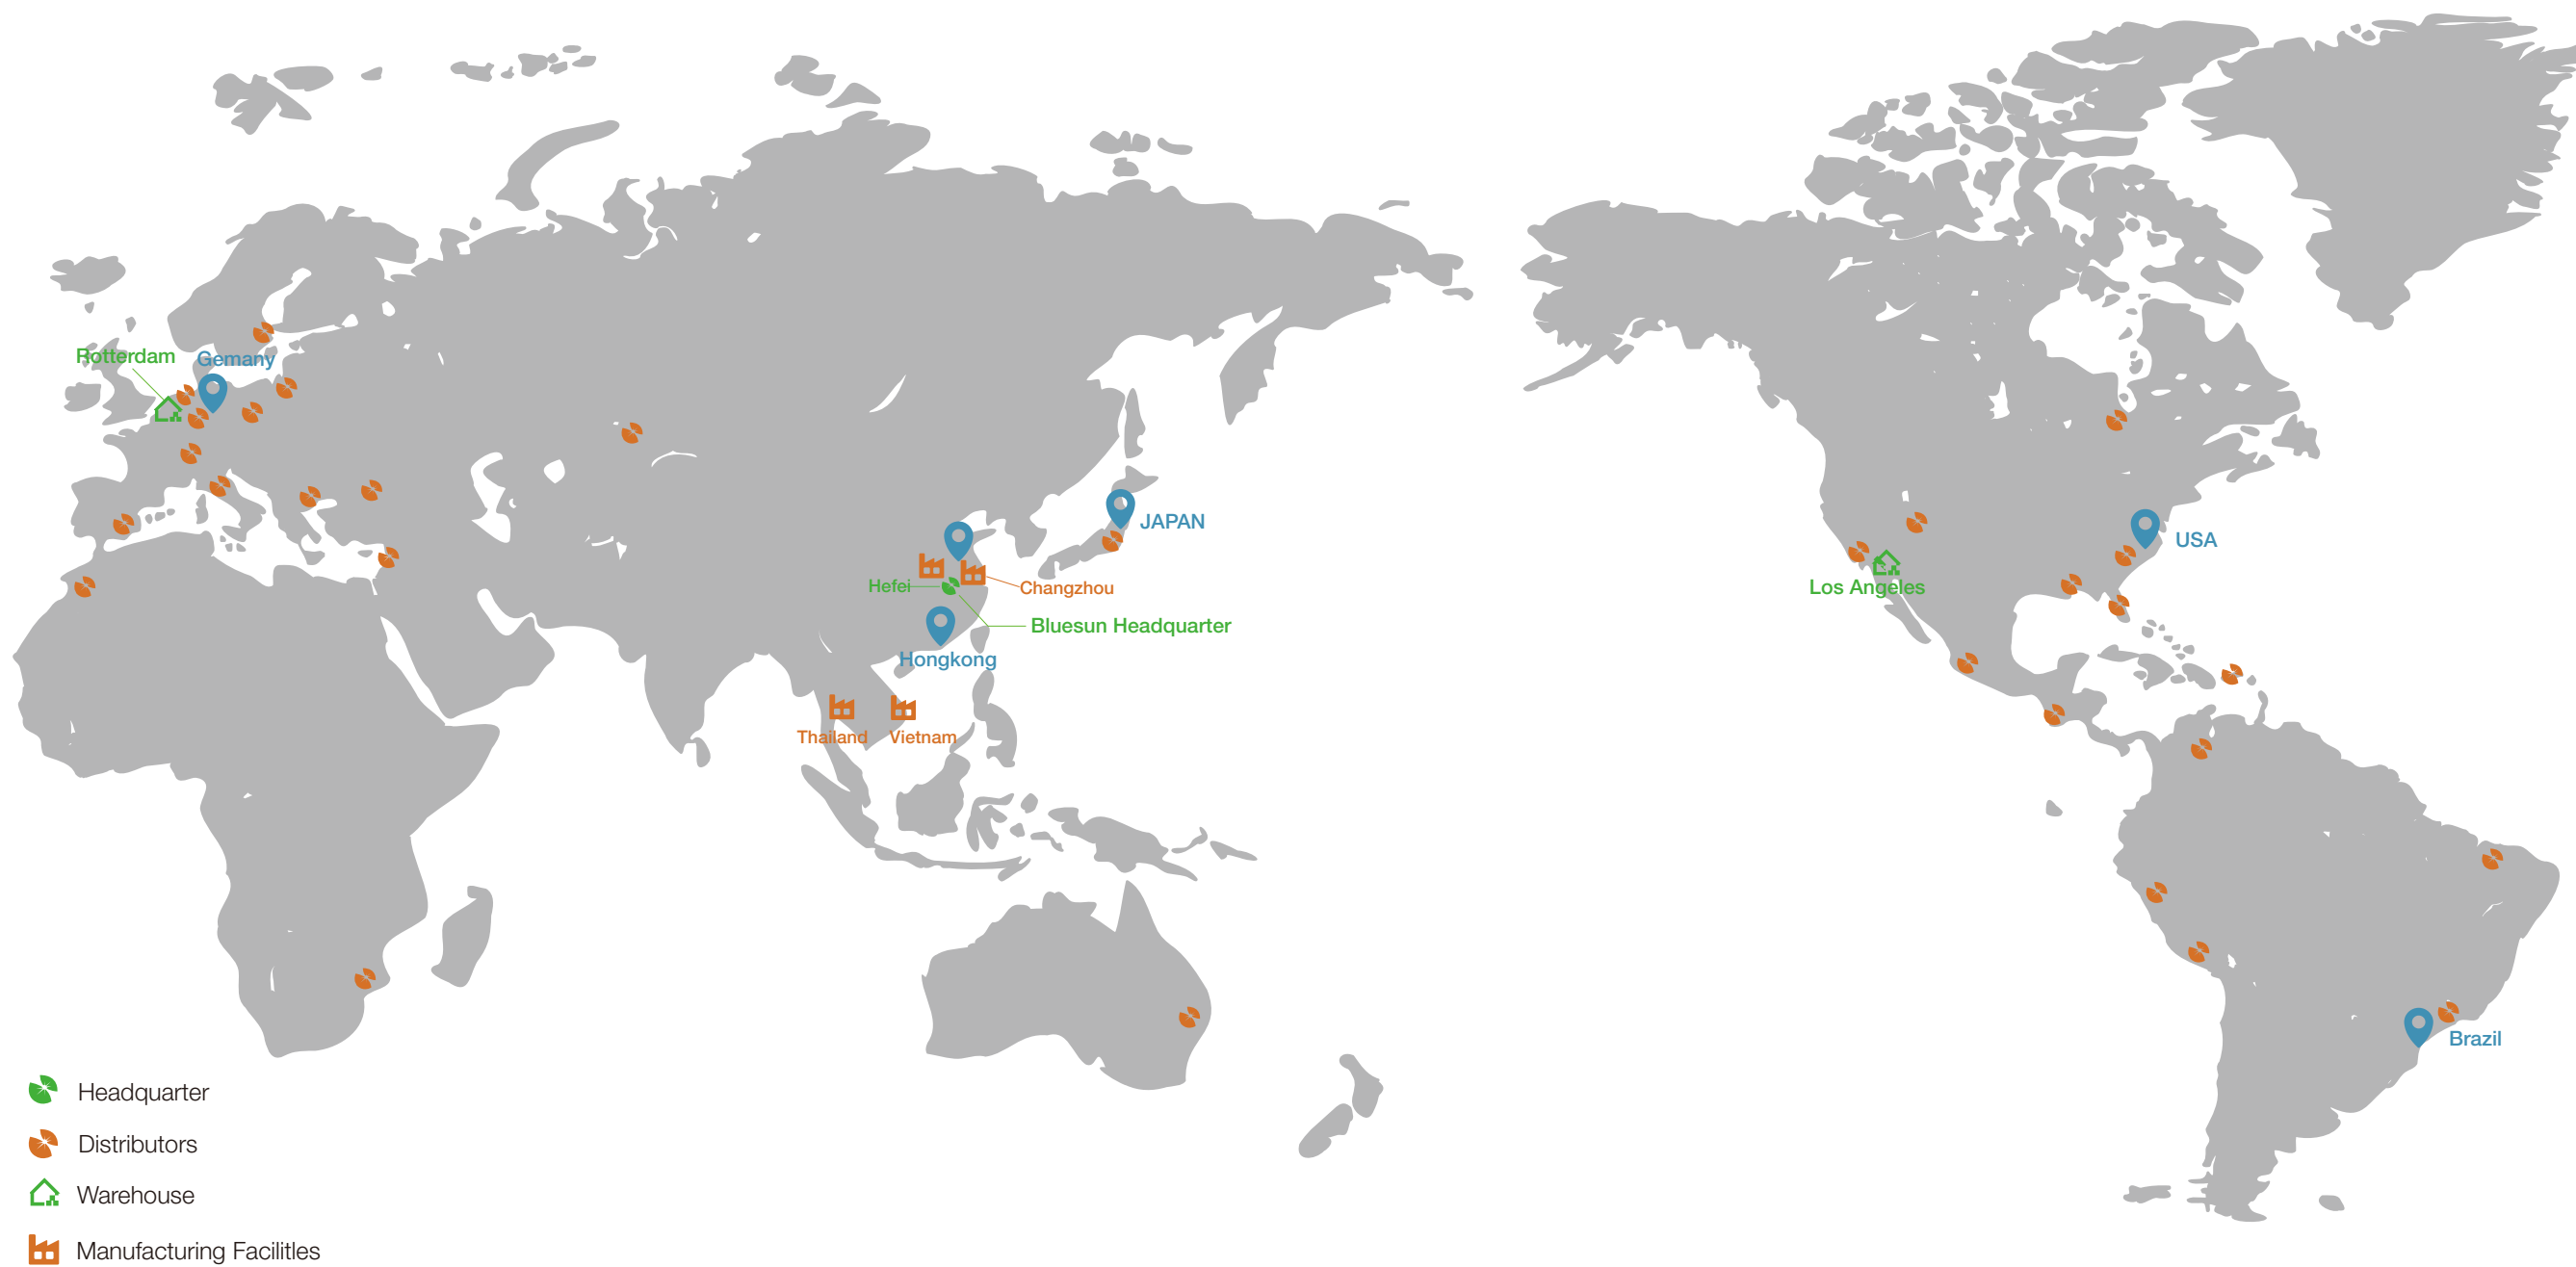 Rotterdam
Gemany
JAPAN
USA
Hefei
Changzhou
Los Angeles
Bluesun Headquarter
Hongkong
Thailand
Vietnam
Brazil
Headquarter
Distributors
Warehouse
Manufacturing Facilitles